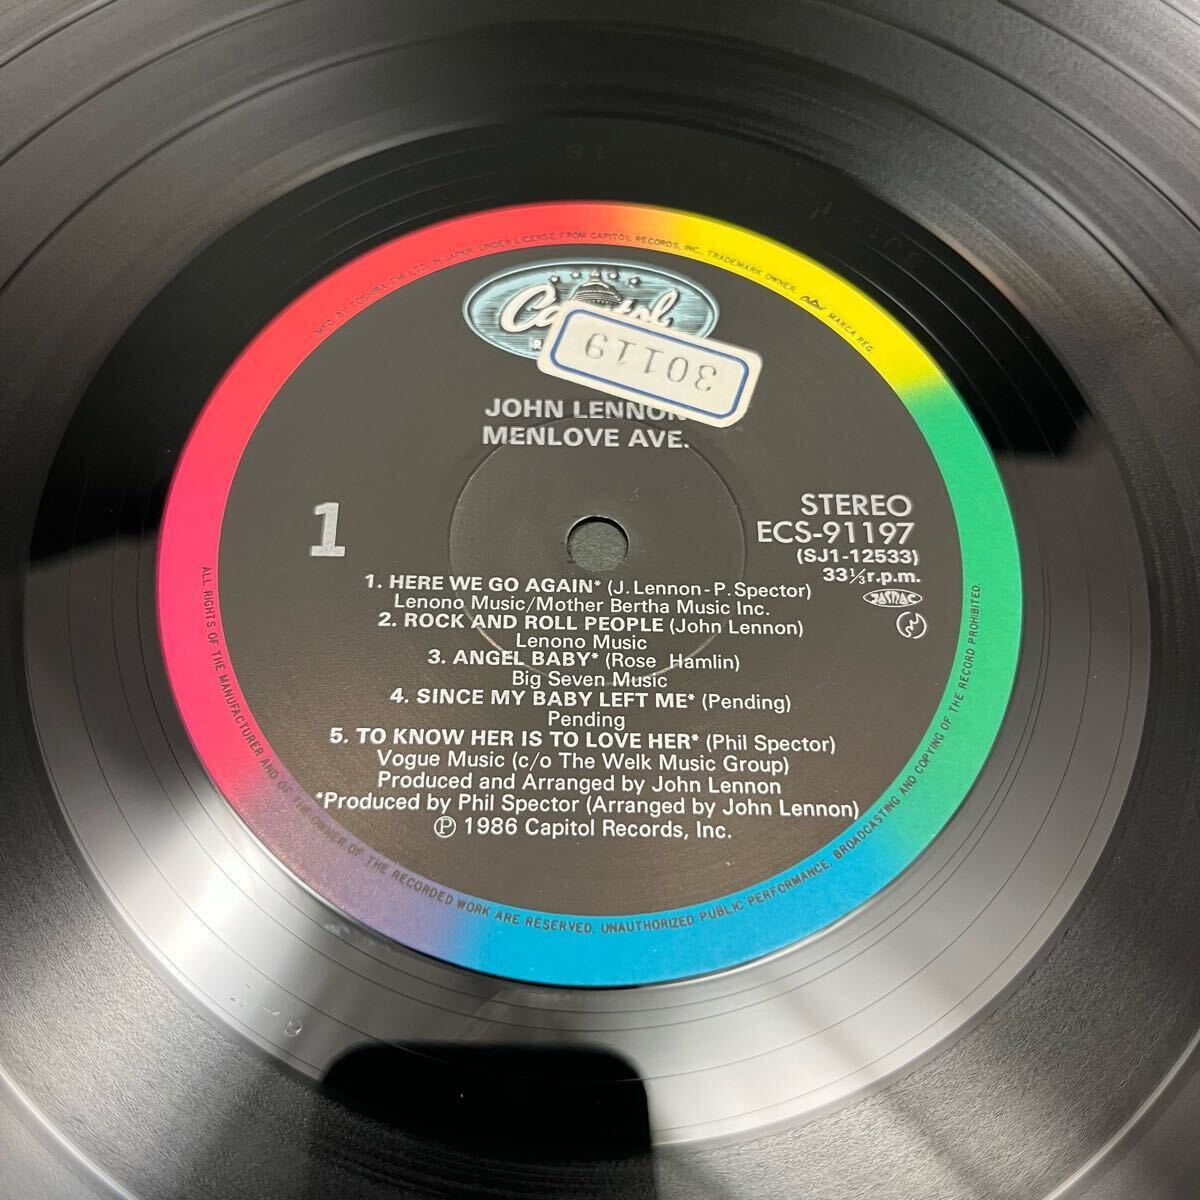 MFG. BY TOSHIBA-EMI LTD. IN JAPAN. UNDER LICENSE FROM CAPITOL RECORDS, INC., TRADEMARK OWNER. MARCA REG.
Capitol
30119
JOHN LENNON
MENLOVE AVE.
1
STEREO
ECS-91197
(SJ1-12533)
33⅓r.p.m.
JASRAC
1. HERE WE GO AGAIN* (J. Lennon-P. Spector)
Lenono Music/Mother Bertha Music Inc.
2. ROCK AND ROLL PEOPLE (John Lennon)
Lenono Music
3. ANGEL BABY* (Rose Hamlin)
Big Seven Music
4. SINCE MY BABY LEFT ME* (Pending)
Pending
5. TO KNOW HER IS TO LOVE HER* (Phil Spector)
Vogue Music (c/o The Welk Music Group)
Produced and Arranged by John Lennon
*Produced by Phil Spector (Arranged by John Lennon)
Ⓟ 1986 Capitol Records, Inc.
ALL RIGHTS OF THE MANUFACTURER AND OF THE OWNER OF THE RECORDED WORK ARE RESERVED. UNAUTHORIZED PUBLIC PERFORMANCE, BROADCASTING AND COPYING OF THE RECORD PROHIBITED.